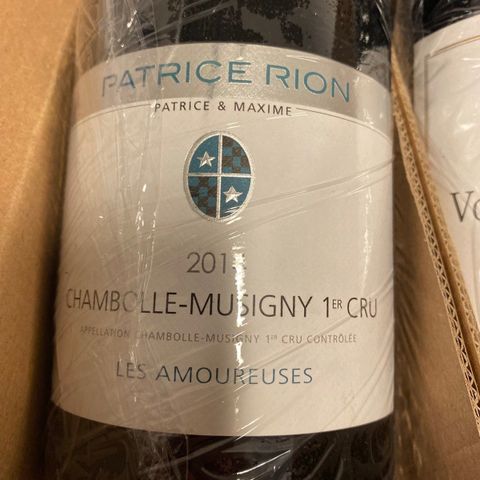 PATRICE RION
PATRICE & MAXIME
CHAMBOLLE-MUSIGNY 1ER CRU
APPELLATION CHAMBOLLE-MUSIGNY 1ER CRU CONTRÔLÉE
LES AMOUREUSES